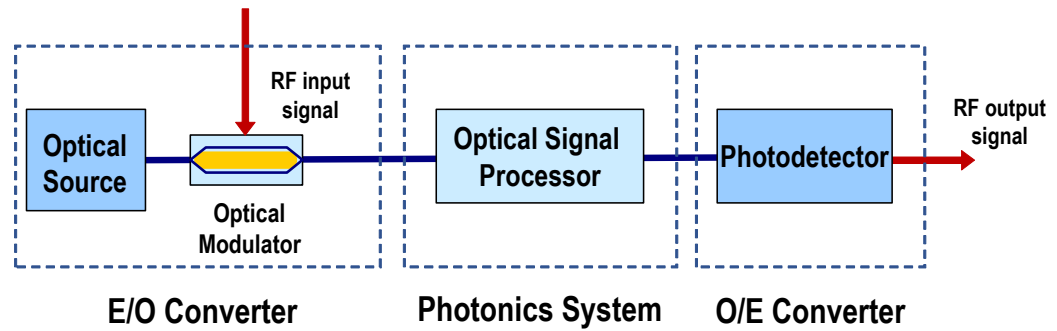 RF input
signal
Optical
Source
Optical
Modulator
E/O Converter
Optical Signal
Processor
Photonics System
Photodetector
O/E Converter
RF output
signal